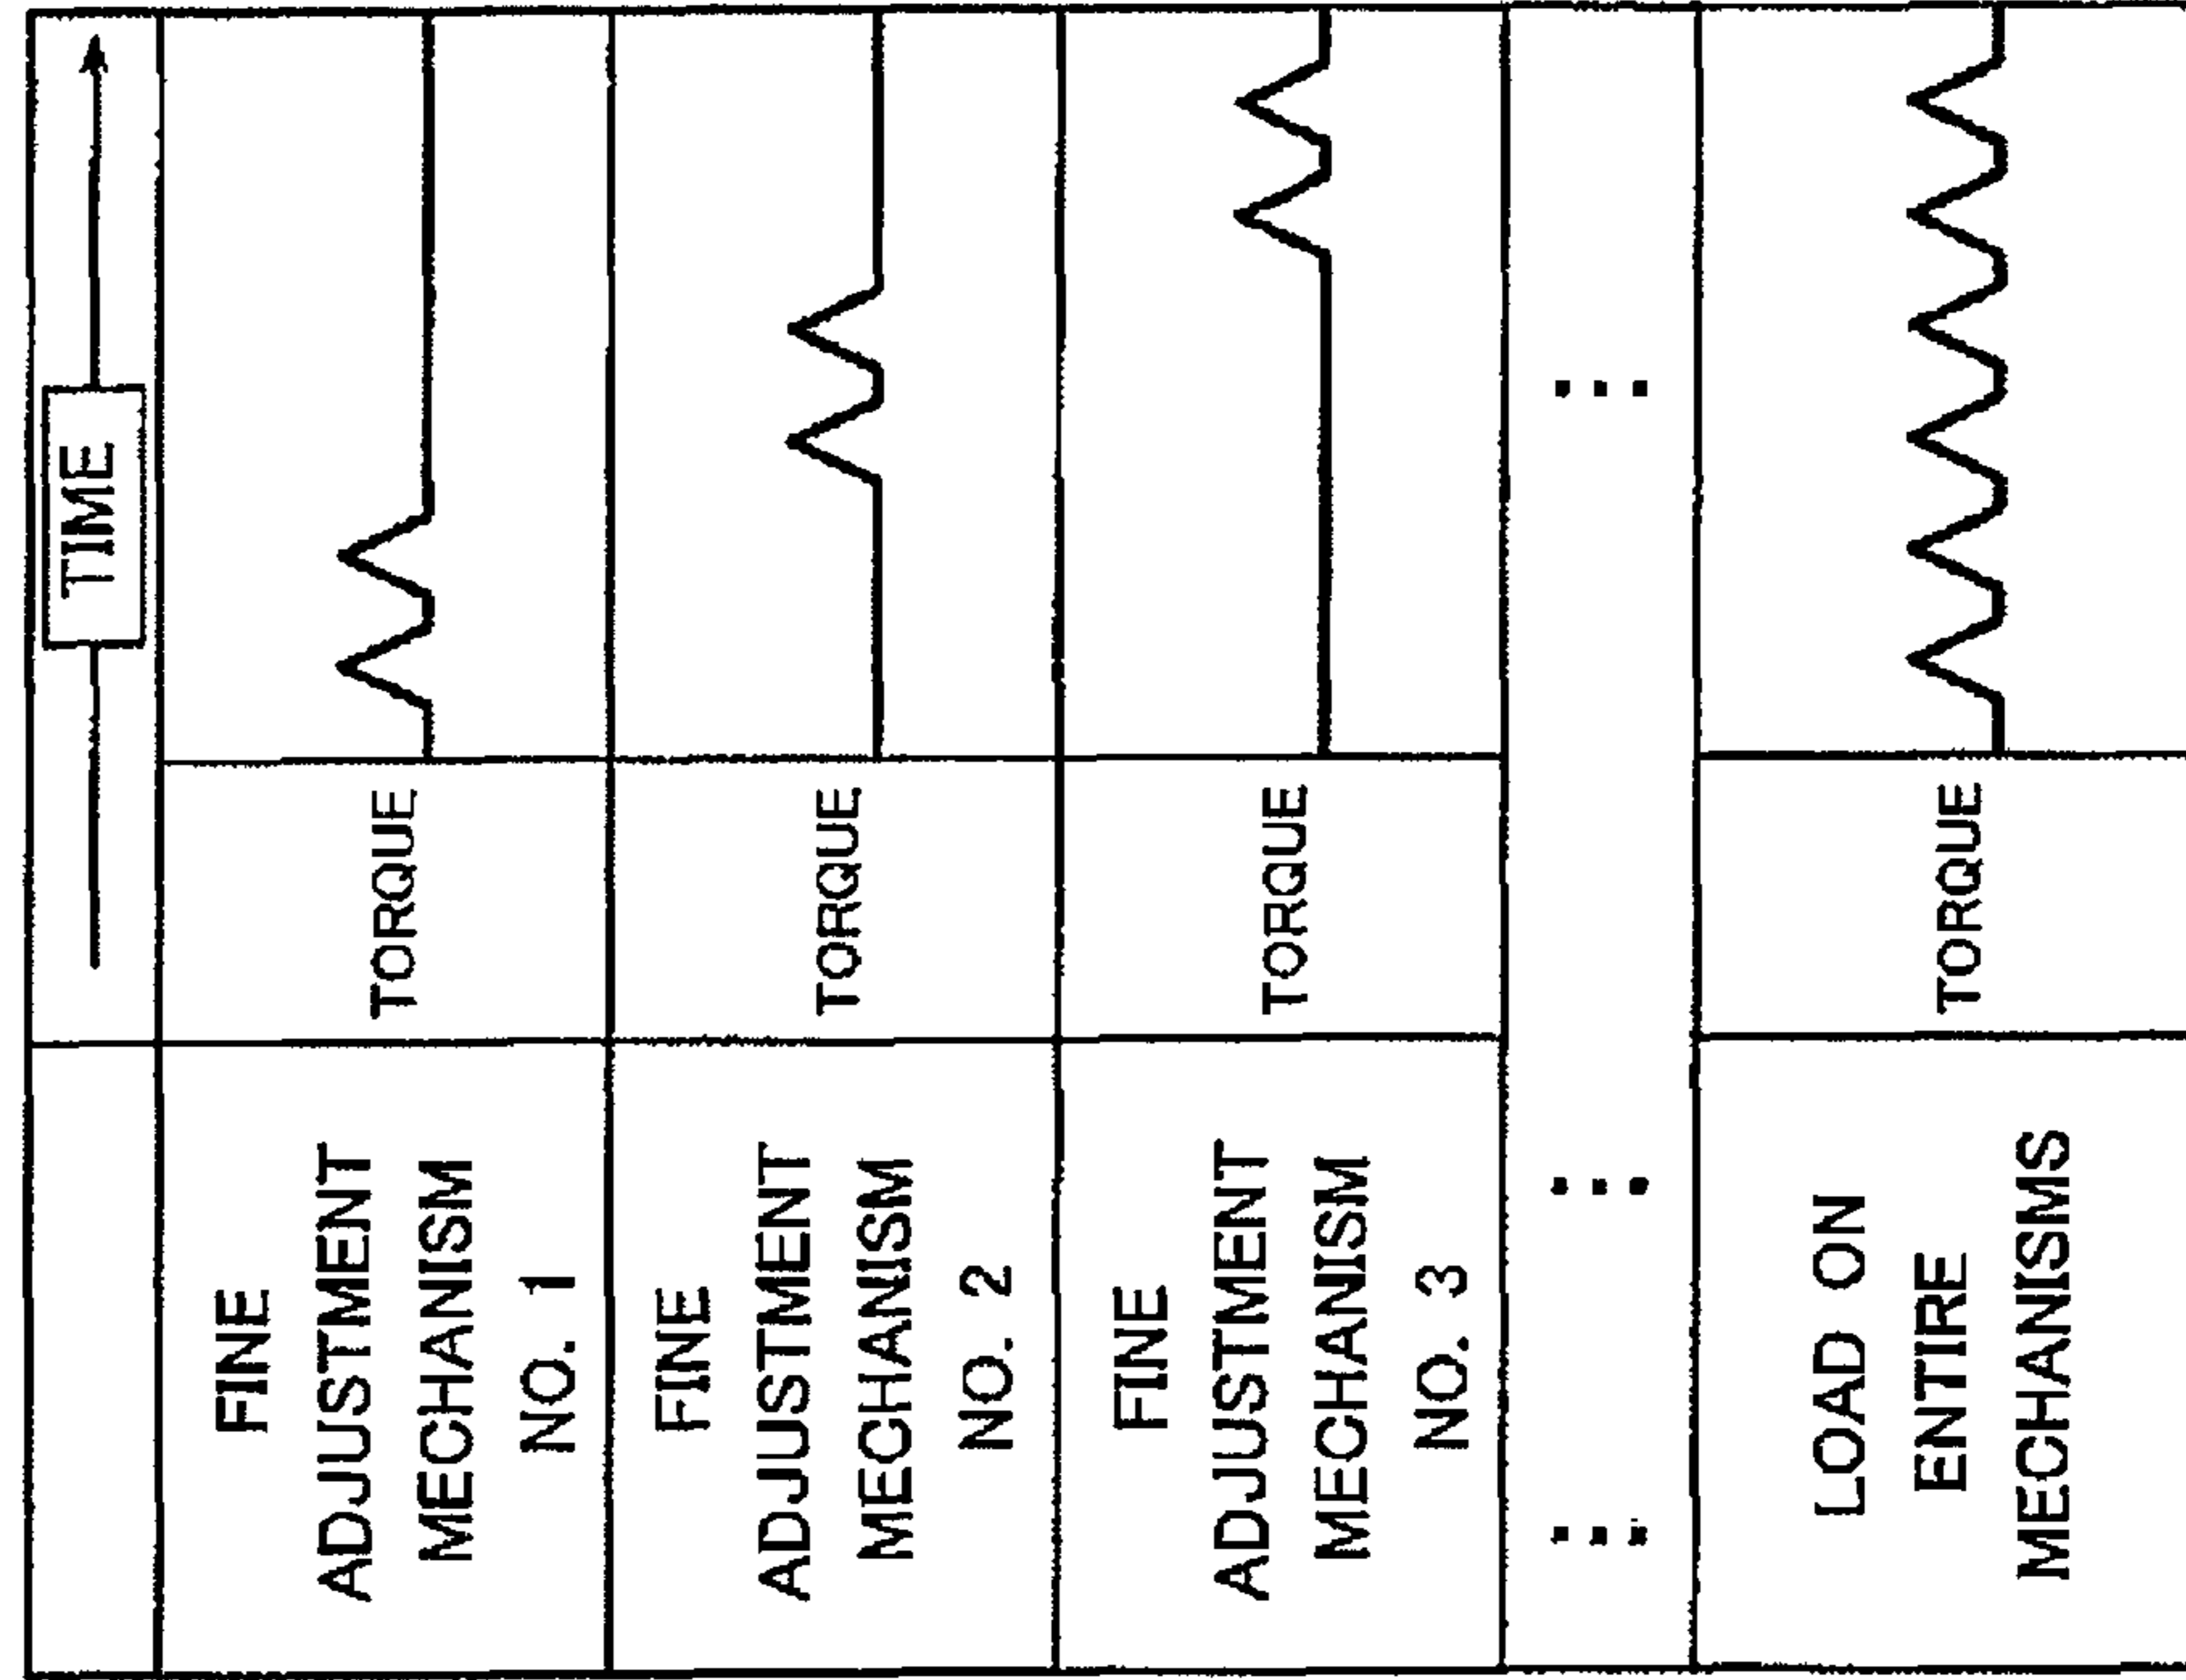 TIME
FINE
ADJUSTMENT
MECHANISM
NO. 1
TORQUE
FINE
ADJUSTMENT
MECHANISM
NO. 2
TORQUE
FINE
ADJUSTMENT
MECHANISM
NO. 3
TORQUE
LOAD ON
ENTIRE
MECHANISMS
TORQUE